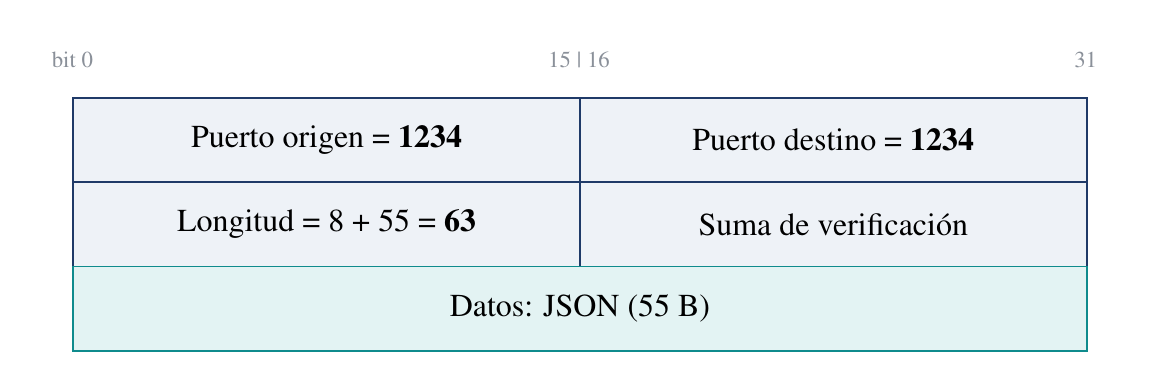 bit 0 15 | 16 31
Puerto origen = 1234 Puerto destino = 1234
Longitud = 8 + 55 = 63 Suma de verificación
Datos: JSON (55 B)